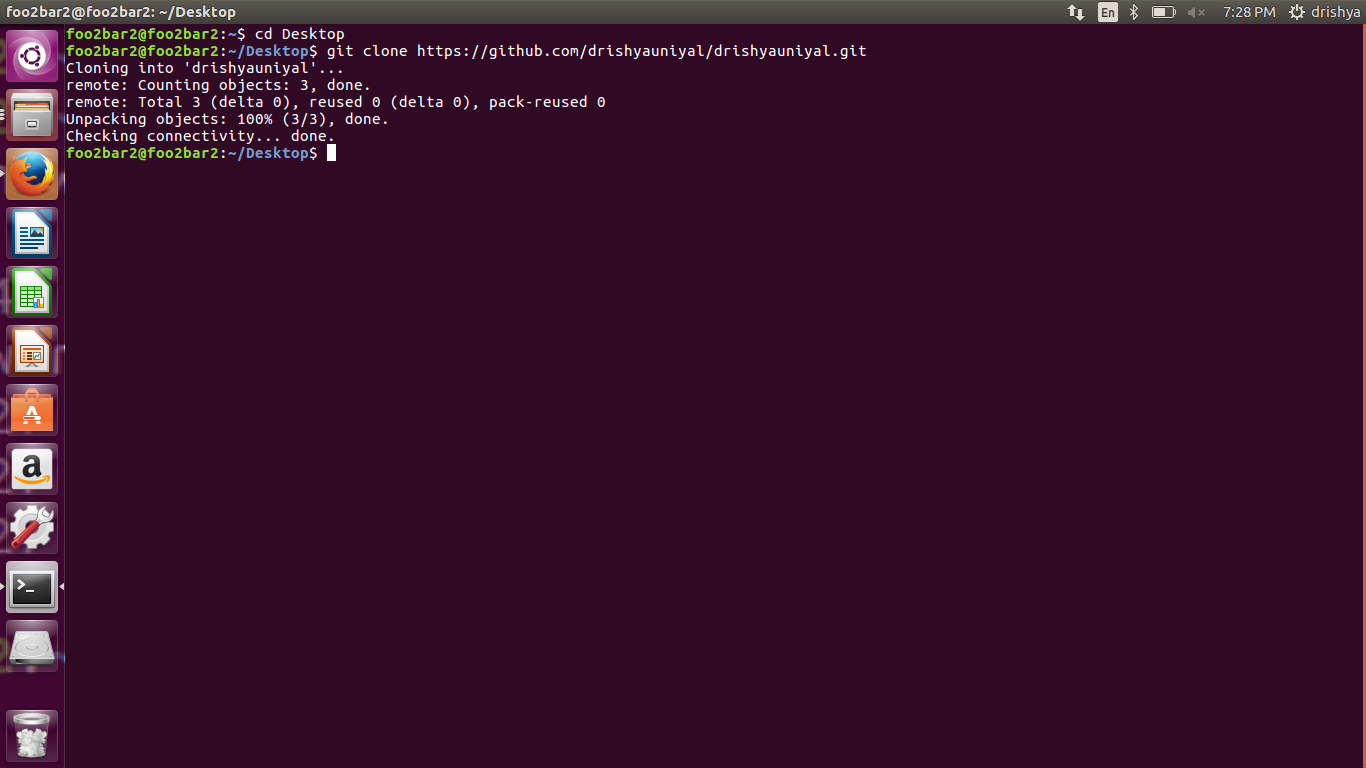 foo2bar2@foo2bar2: ~/Desktop
En
7:28 PM
drishya
foo2bar2@foo2bar2:~$ cd Desktop
foo2bar2@foo2bar2:~/Desktop$ git clone https://github.com/drishyauniyal/drishyauniyal.git
Cloning into 'drishyauniyal'...
remote: Counting objects: 3, done.
remote: Total 3 (delta 0), reused 0 (delta 0), pack-reused 0
Unpacking objects: 100% (3/3), done.
Checking connectivity... done.
foo2bar2@foo2bar2:~/Desktop$